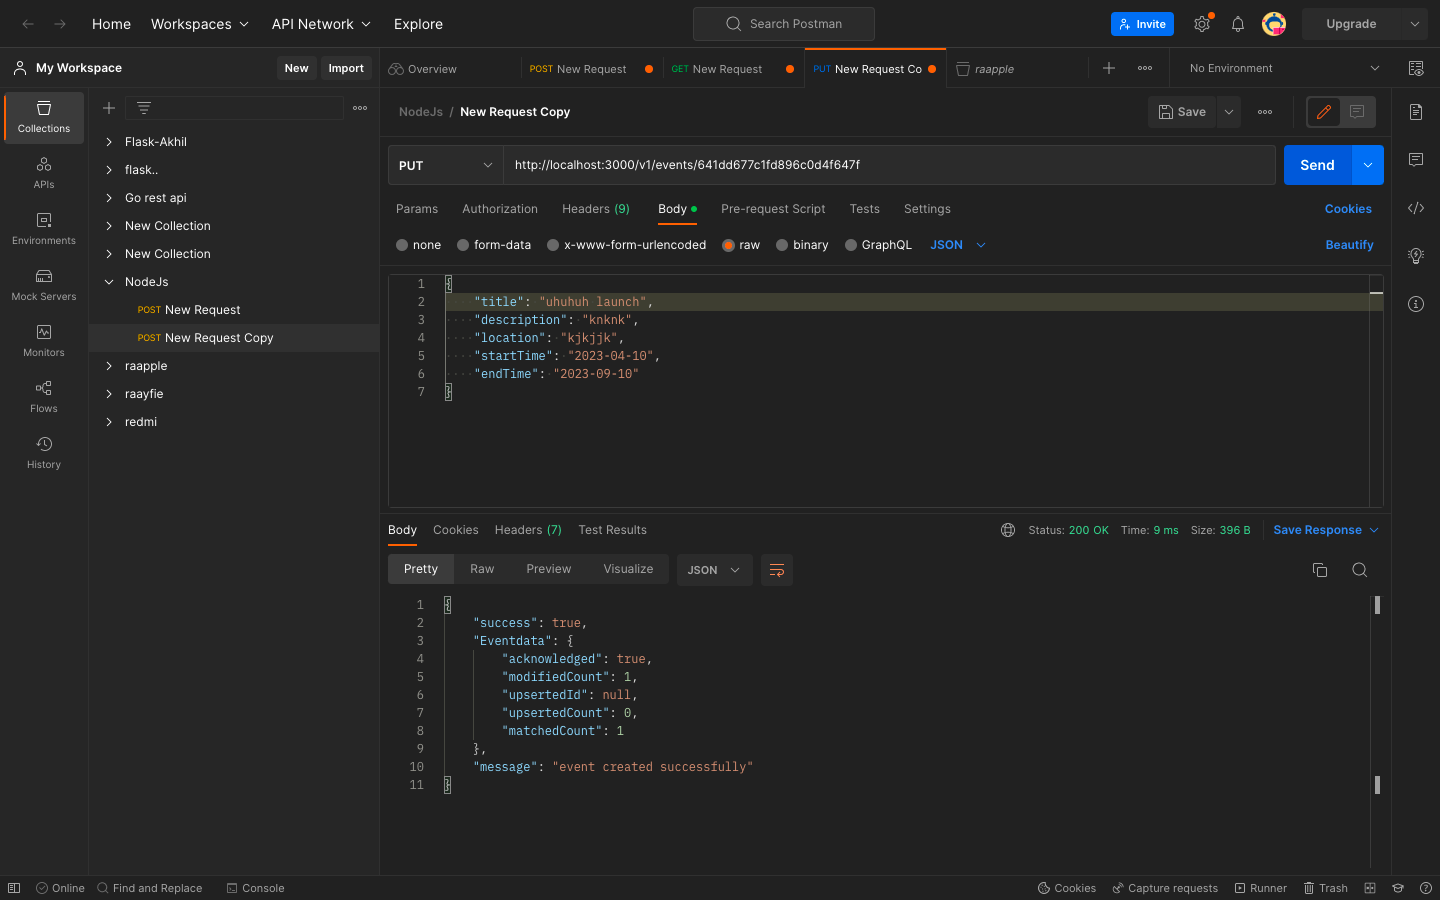 Home Workspaces API Network Explore Search Postman Invite Upgrade
My Workspace New Import Overview POST New Request GET New Request PUT New Request Co raapple No Environment
Collections
APIs
Environments
Mock Servers
Monitors
Flows
History
Flask-Akhil
flask..
Go rest api
New Collection
New Collection
NodeJs
POST New Request
POST New Request Copy
raapple
raayfie
redmi
NodeJs / New Request Copy Save
PUT http://localhost:3000/v1/events/641dd677c1fd896c0d4f647f Send
Params Authorization Headers (9) Body Pre-request Script Tests Settings Cookies
none form-data x-www-form-urlencoded raw binary GraphQL JSON Beautify
1 {
2 "title": "uhuhuh launch",
3 "description": "knknk",
4 "location": "kjkjjk",
5 "startTime": "2023-04-10",
6 "endTime": "2023-09-10"
7 }
Body Cookies Headers (7) Test Results Status: 200 OK Time: 9 ms Size: 396 B Save Response
Pretty Raw Preview Visualize JSON
1 {
2 "success": true,
3 "Eventdata": {
4 "acknowledged": true,
5 "modifiedCount": 1,
6 "upsertedId": null,
7 "upsertedCount": 0,
8 "matchedCount": 1
9 },
10 "message": "event created successfully"
11 }
Online Find and Replace Console Cookies Capture requests Runner Trash